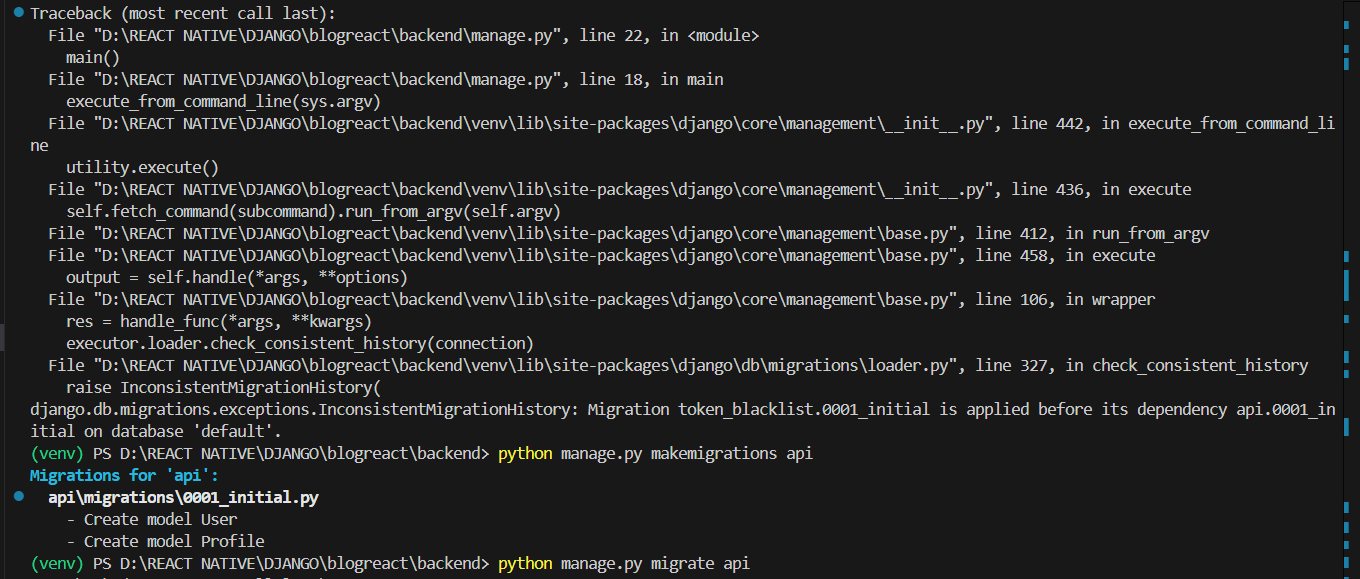 Traceback (most recent call last):
  File "D:\REACT NATIVE\DJANGO\blogreact\backend\manage.py", line 22, in <module>
    main()
  File "D:\REACT NATIVE\DJANGO\blogreact\backend\manage.py", line 18, in main
    execute_from_command_line(sys.argv)
  File "D:\REACT NATIVE\DJANGO\blogreact\backend\venv\lib\site-packages\django\core\management\__init__.py", line 442, in execute_from_command_li
ne
    utility.execute()
  File "D:\REACT NATIVE\DJANGO\blogreact\backend\venv\lib\site-packages\django\core\management\__init__.py", line 436, in execute
    self.fetch_command(subcommand).run_from_argv(self.argv)
  File "D:\REACT NATIVE\DJANGO\blogreact\backend\venv\lib\site-packages\django\core\management\base.py", line 412, in run_from_argv
  File "D:\REACT NATIVE\DJANGO\blogreact\backend\venv\lib\site-packages\django\core\management\base.py", line 458, in execute
    output = self.handle(*args, **options)
  File "D:\REACT NATIVE\DJANGO\blogreact\backend\venv\lib\site-packages\django\core\management\base.py", line 106, in wrapper
    res = handle_func(*args, **kwargs)
    executor.loader.check_consistent_history(connection)
  File "D:\REACT NATIVE\DJANGO\blogreact\backend\venv\lib\site-packages\django\db\migrations\loader.py", line 327, in check_consistent_history
    raise InconsistentMigrationHistory(
django.db.migrations.exceptions.InconsistentMigrationHistory: Migration token_blacklist.0001_initial is applied before its dependency api.0001_in
itial on database 'default'.
(venv) PS D:\REACT NATIVE\DJANGO\blogreact\backend> python manage.py makemigrations api
Migrations for 'api':
  api\migrations\0001_initial.py
    - Create model User
    - Create model Profile
(venv) PS D:\REACT NATIVE\DJANGO\blogreact\backend> python manage.py migrate api